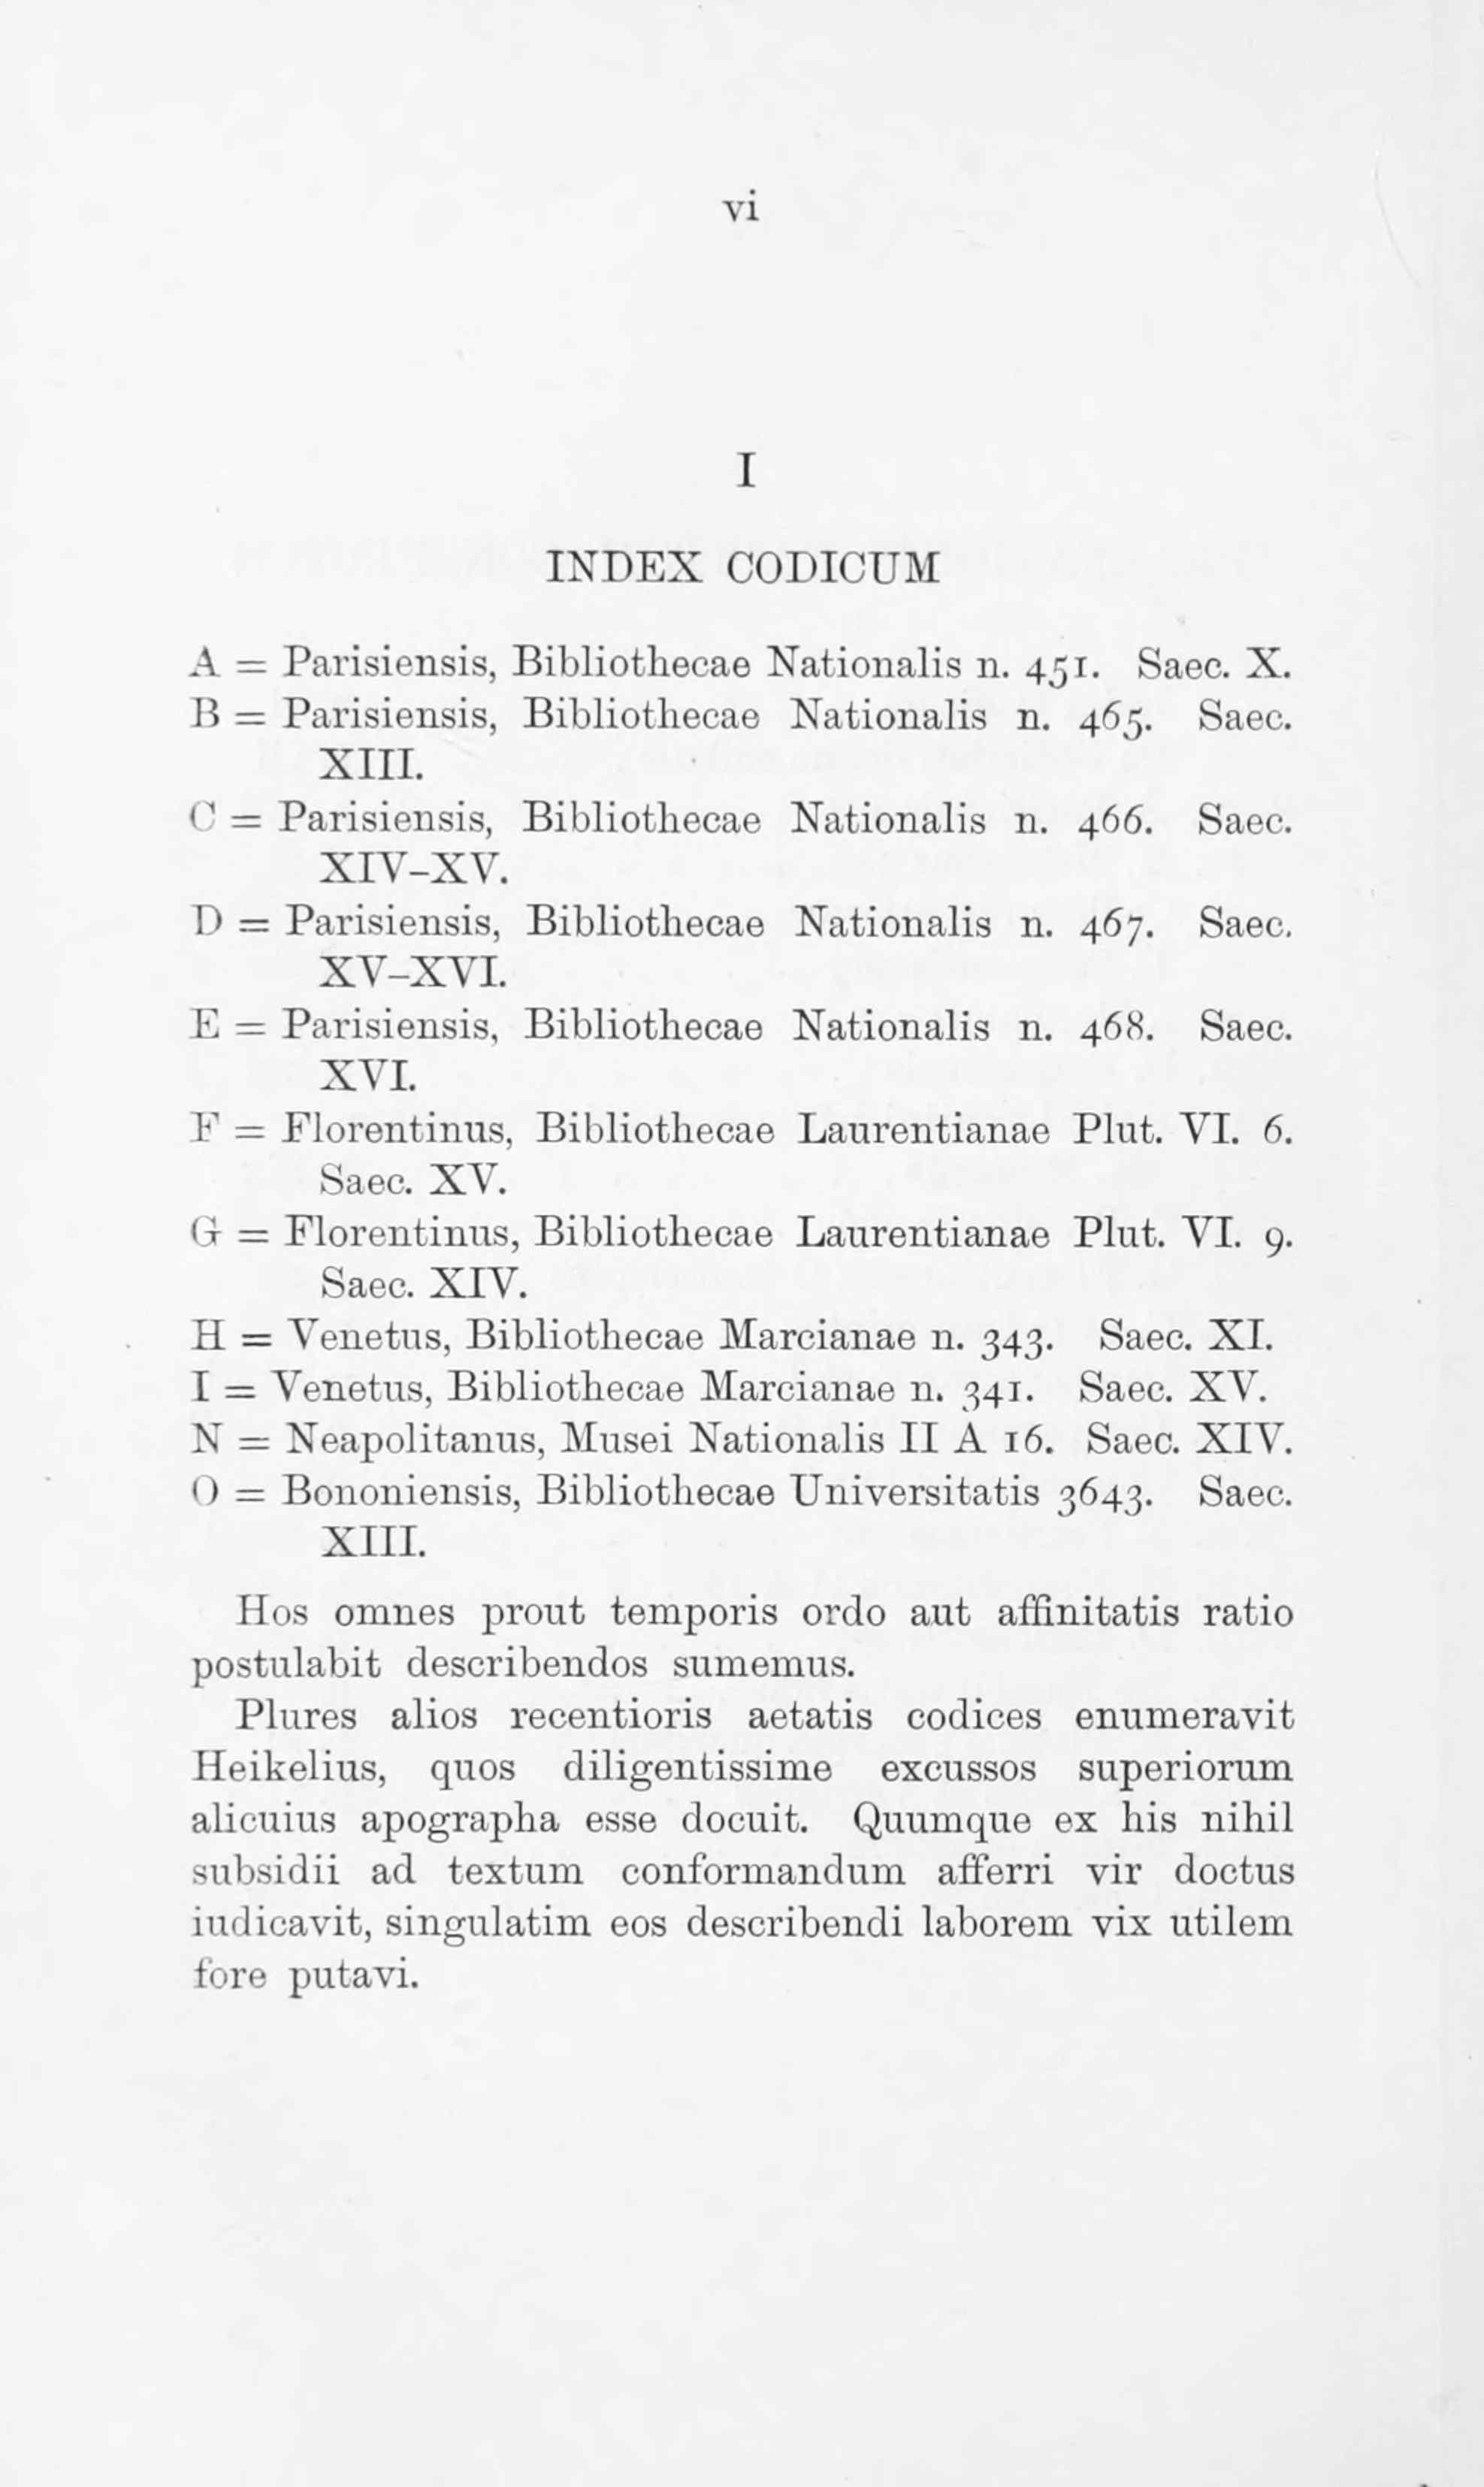 vi
I
INDEX CODICUM
A = Parisiensis, Bibliothecae Nationalis n. 451. Saec. X.
B = Parisiensis, Bibliothecae Nationalis n. 465. Saec.
XIII.
C = Parisiensis, Bibliothecae Nationalis n. 466. Saec.
XIV–XV.
D = Parisiensis, Bibliothecae Nationalis n. 467. Saec.
XV–XVI.
E = Parisiensis, Bibliothecae Nationalis n. 468. Saec.
XVI.
F = Florentinus, Bibliothecae Laurentianae Plut. VI. 6.
Saec. XV.
G = Florentinus, Bibliothecae Laurentianae Plut. VI. 9.
Saec. XIV.
H = Venetus, Bibliothecae Marcianae n. 343. Saec. XI.
I = Venetus, Bibliothecae Marcianae n. 341. Saec. XV.
N = Neapolitanus, Musei Nationalis II A 16. Saec. XIV.
O = Bononiensis, Bibliothecae Universitatis 3643. Saec.
XIII.
Hos omnes prout temporis ordo aut affinitatis ratio
postulabit describendos sumemus.
Plures alios recentioris aetatis codices enumeravit
Heikelius, quos diligentissime excussos superiorum
alicuius apographa esse docuit. Quumque ex his nihil
subsidii ad textum conformandum afferri vir doctus
iudicavit, singulatim eos describendi laborem vix utilem
fore putavi.